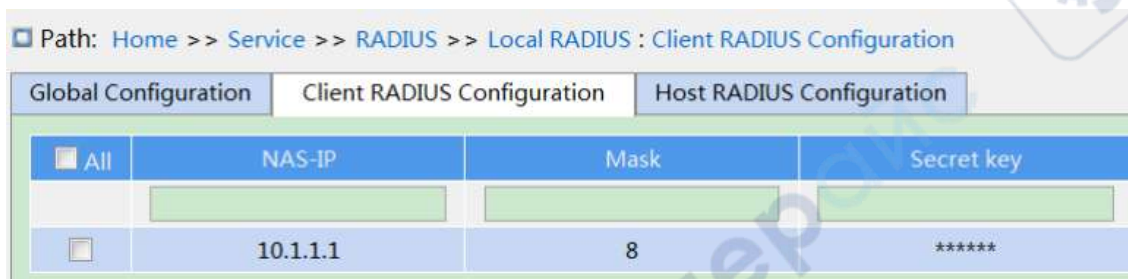 Path: Home >> Service >> RADIUS >> Local RADIUS : Client RADIUS Configuration
Global Configuration Client RADIUS Configuration Host RADIUS Configuration
All NAS-IP Mask Secret key
10.1.1.1 8 ******